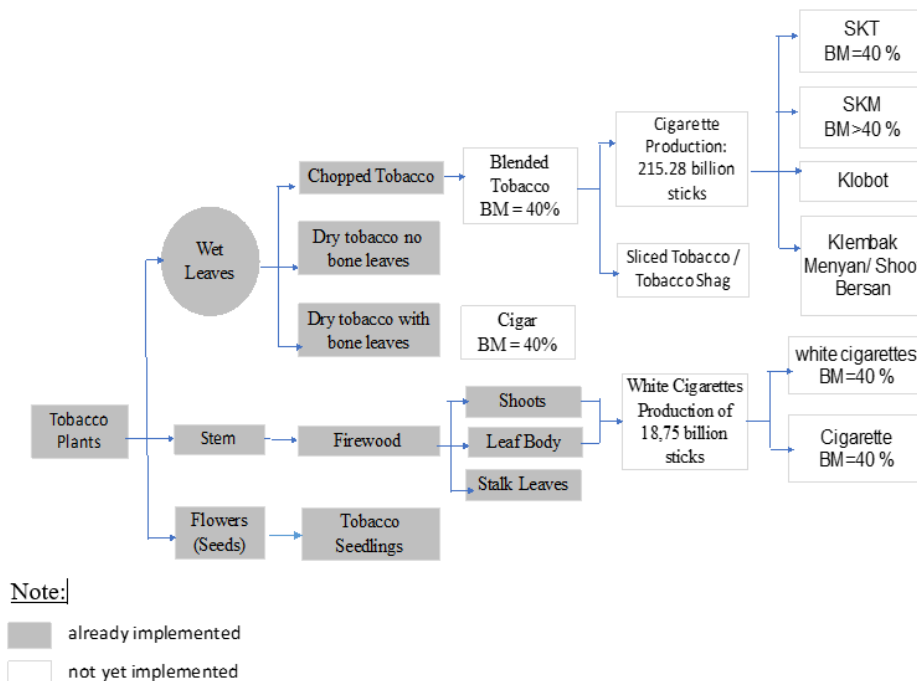 SKT
BM=40 %
SKM
BM>40 %
Klobot
Klembak
Menyan/ Shoot
Bersan
Cigarette
Production:
215.28 billion
sticks
Sliced Tobacco /
Tobacco Shag
Blended
Tobacco
BM = 40%
Chopped Tobacco
Dry tobacco no
bone leaves
Dry tobacco with
bone leaves
Cigar
BM = 40%
Wet
Leaves
Tobacco
Plants
Stem
Firewood
Shoots
Leaf Body
Stalk Leaves
White Cigarettes
Production of
18,75 billion
sticks
white cigarettes
BM=40 %
Cigarette
BM=40 %
Flowers
(Seeds)
Tobacco
Seedlings
Note:
already implemented
not yet implemented